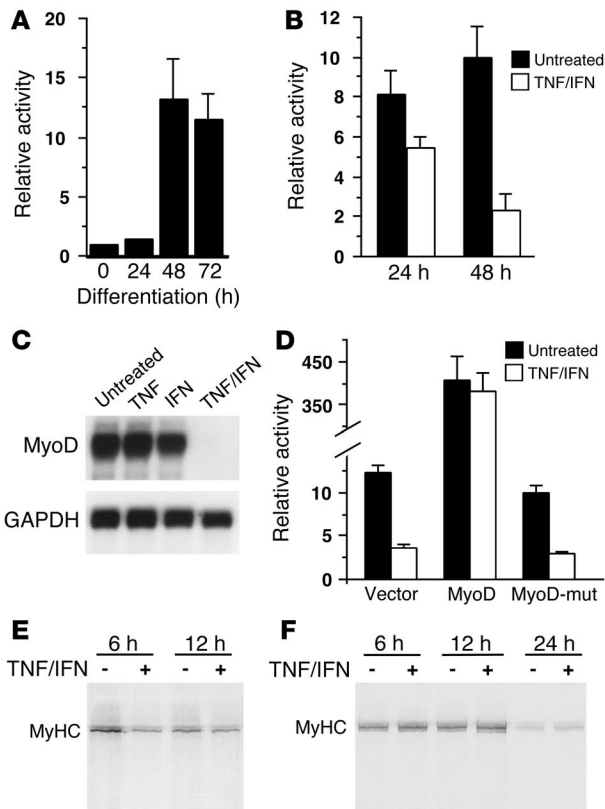 A
Relative activity
20
15
10
5
0
0 24 48 72
Differentiation (h)
B
Relative activity
12
10
8
6
4
2
0
24 h 48 h
Untreated
TNF/IFN
C
Untreated
TNF
IFN
TNF/IFN
MyoD
GAPDH
D
Relative activity
450
350
10
5
0
Vector MyoD MyoD-mut
Untreated
TNF/IFN
E
6 h 12 h
TNF/IFN - + - +
MyHC
F
6 h 12 h 24 h
TNF/IFN - + - + - +
MyHC